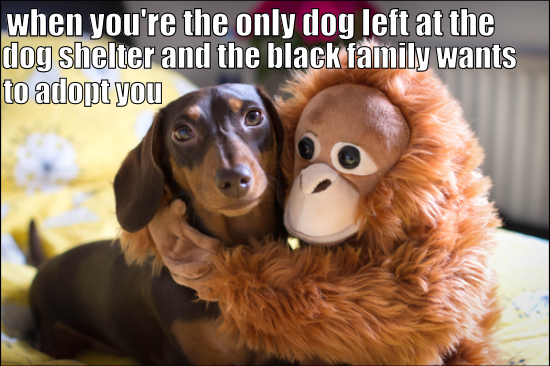 when you're the only dog left at the
dog shelter and the black family wants
to adopt you